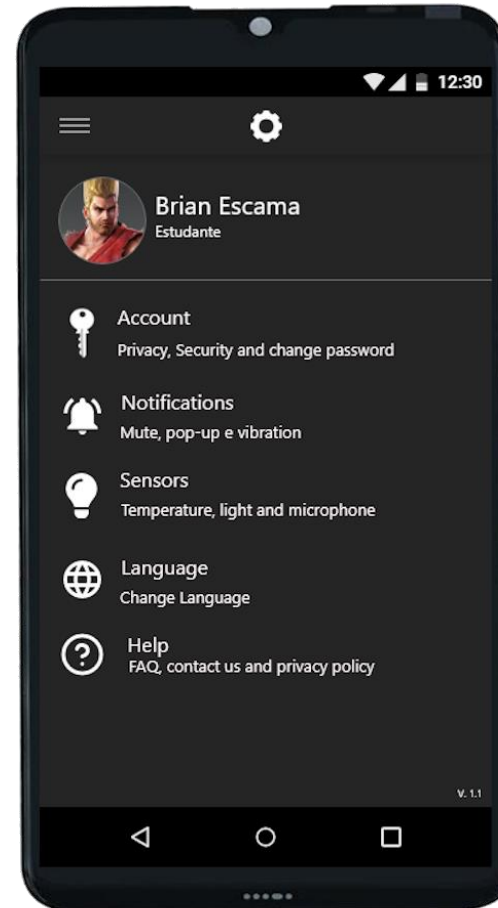 12:30
Brian Escama
Estudante
Account
Privacy, Security and change password
Notifications
Mute, pop-up e vibration
Sensors
Temperature, light and microphone
Language
Change Language
Help
FAQ, contact us and privacy policy
V. 1.1